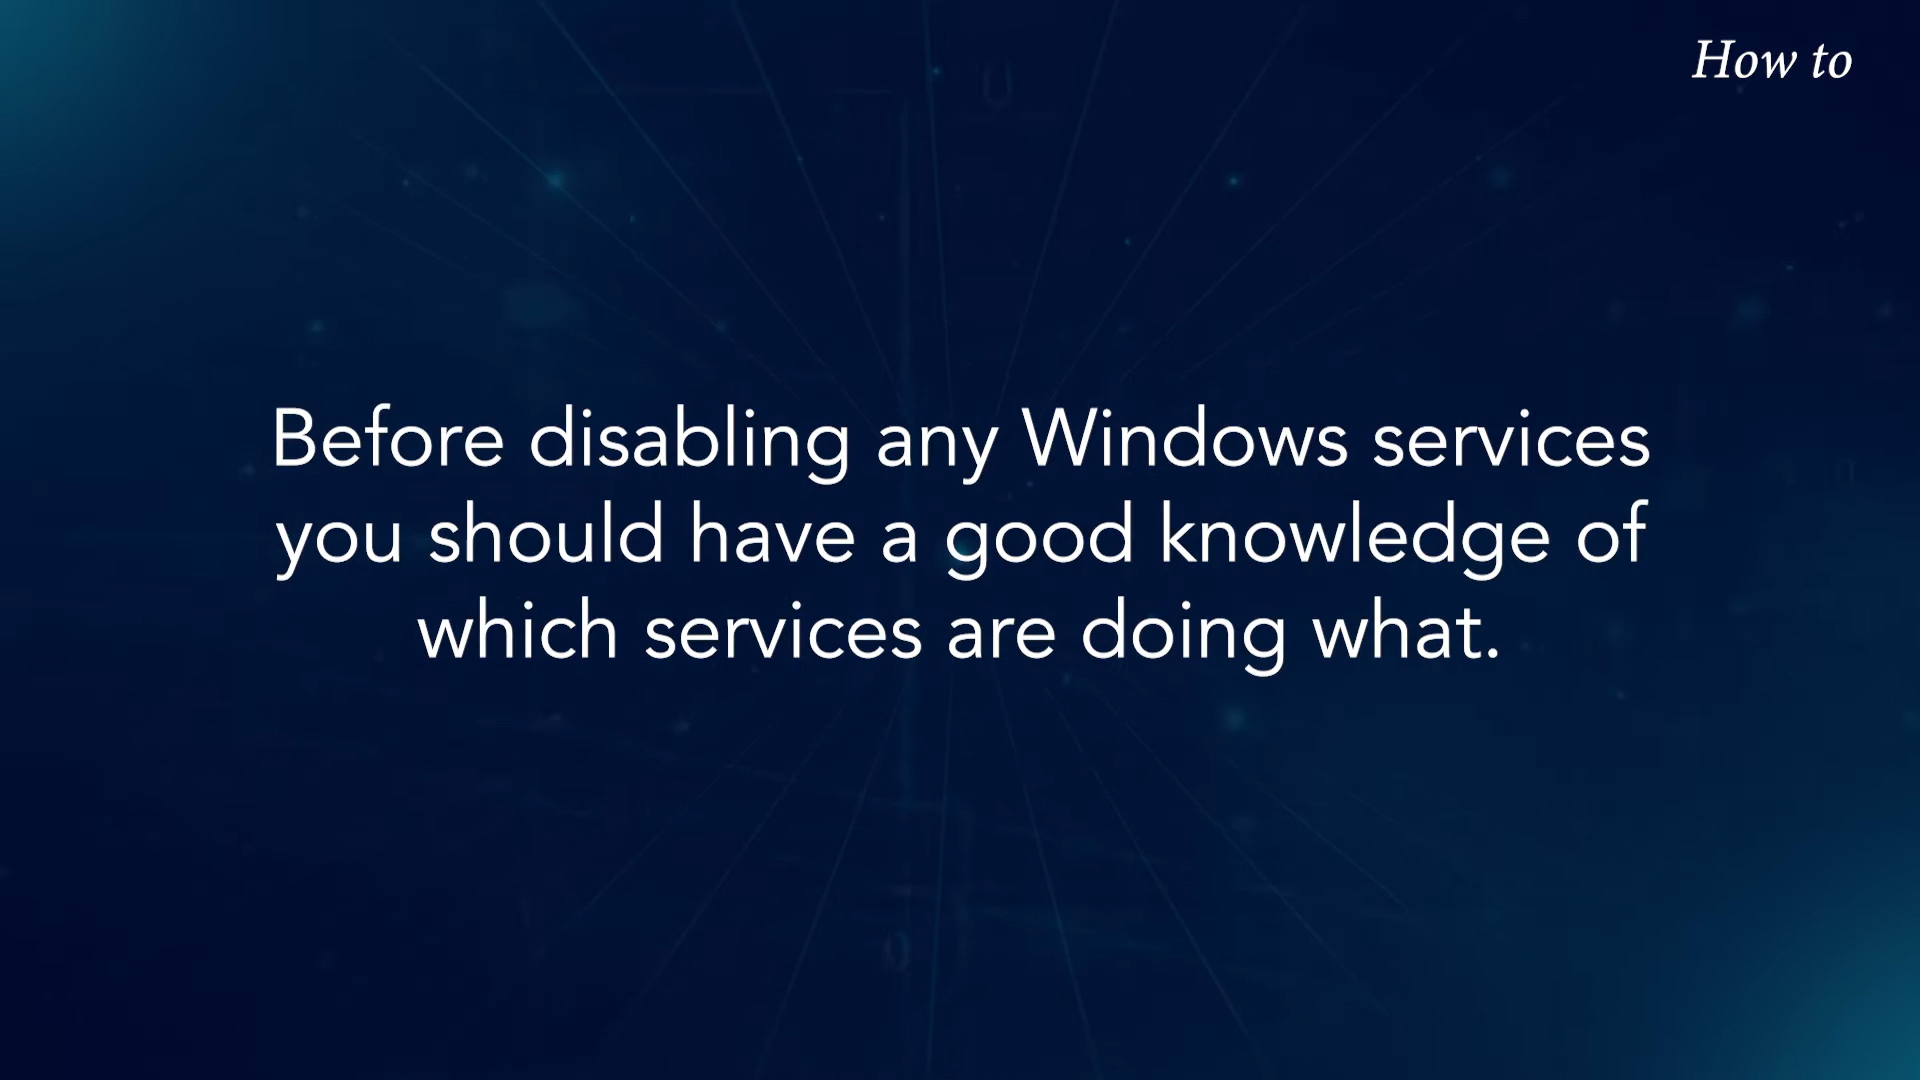 How to
Before disabling any Windows services
you should have a good knowledge of
which services are doing what.